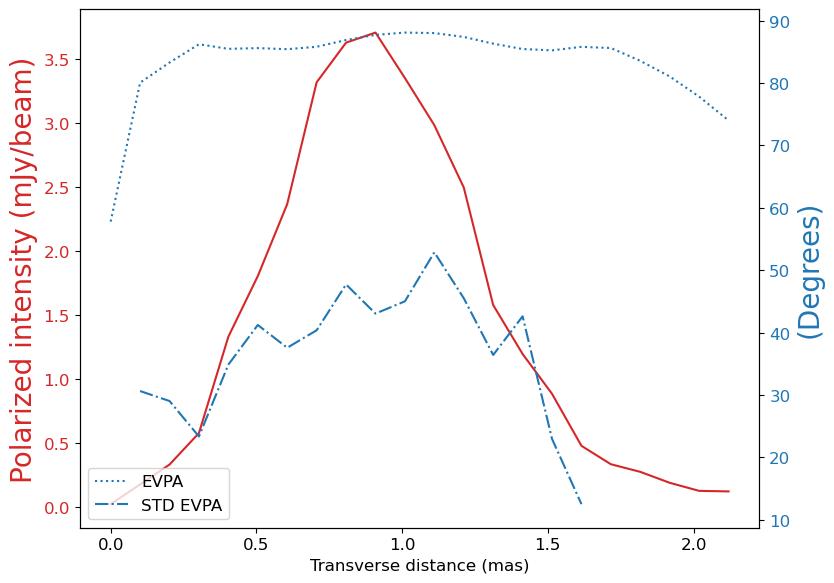 Polarized intensity (mJy/beam)
3.5
3.0
2.5
2.0
1.5
1.0
0.5
0.0
90
80
70
60
50
40
30
20
10
(Degrees)
EVPA
STD EVPA
0.0 0.5 1.0 1.5 2.0
Transverse distance (mas)